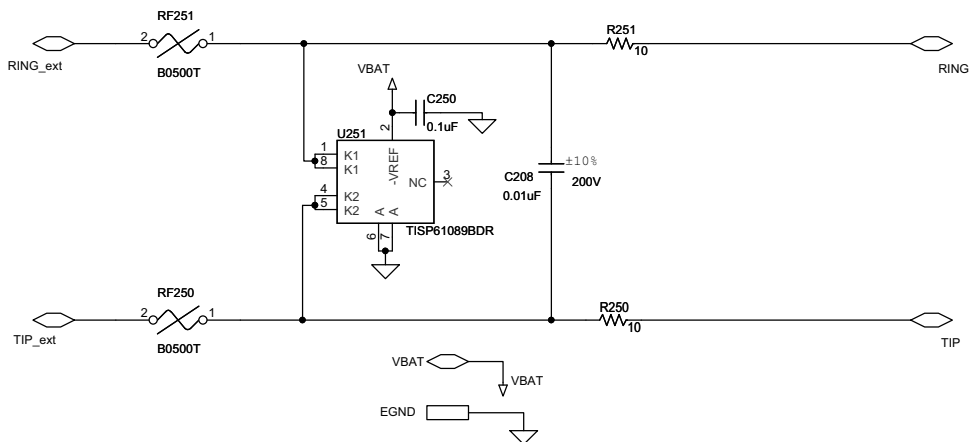 RF251
2
1
RING_ext
B0500T
R251
10
RING
VBAT
C250
0.1uF
2
U251
1
K1
8
K1
-VREF
NC
3
4
K2
5
K2
A
A
6
7
TISP61089BDR
C208
0.01uF
±10%
200V
RF250
2
1
TIP_ext
B0500T
R250
10
TIP
VBAT
VBAT
EGND